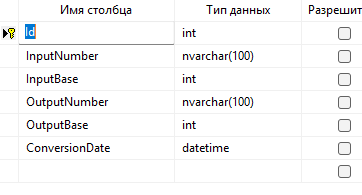 Имя столбца Тип данных Разрешит
Id int
InputNumber nvarchar(100)
InputBase int
OutputNumber nvarchar(100)
OutputBase int
ConversionDate datetime